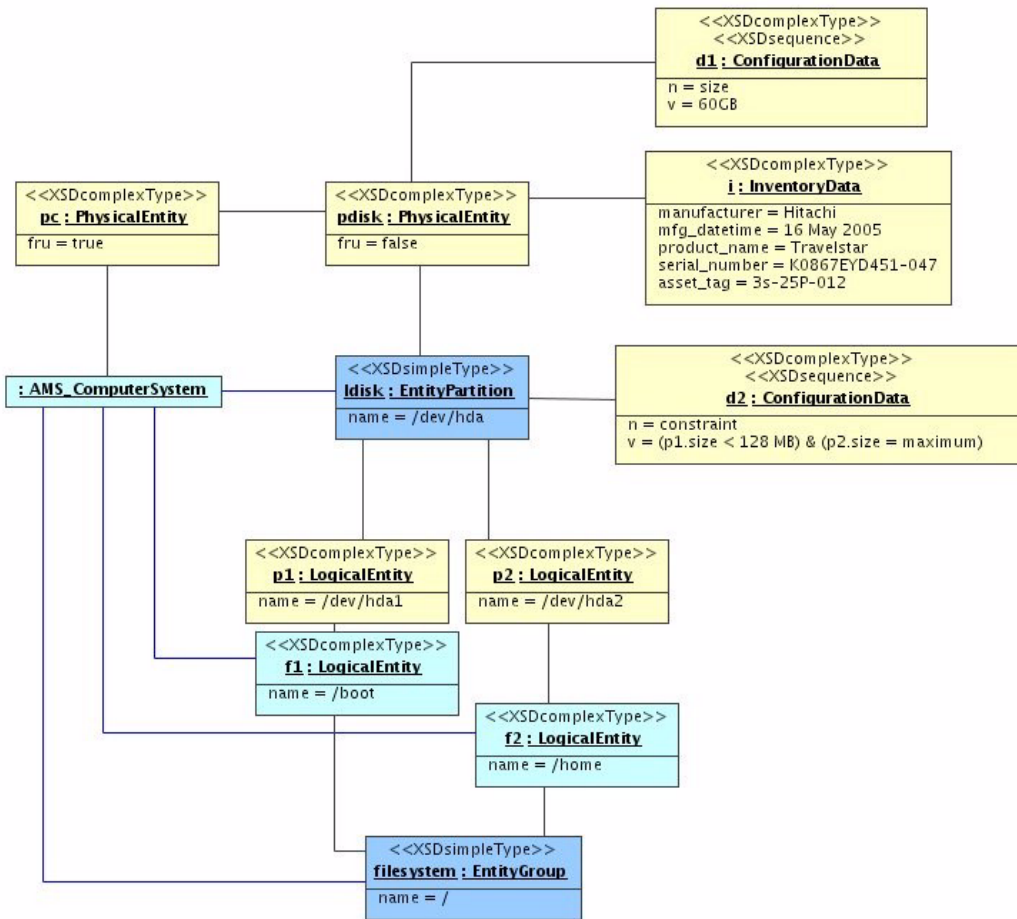 <<XSDcomplexType>>
<<XSDsequence>>
d1 : ConfigurationData
n = size
v = 60GB
<<XSDcomplexType>>
pc : PhysicalEntity
fru = true
<<XSDcomplexType>>
pdisk : PhysicalEntity
fru = false
<<XSDcomplexType>>
i : InventoryData
manufacturer = Hitachi
mfg_datetime = 16 May 2005
product_name = Travelstar
serial_number = K0867EYD451-047
asset_tag = 3s-25P-012
: AMS_ComputerSystem
<<XSDsimpleType>>
ldisk : EntityPartition
name = /dev/hda
<<XSDcomplexType>>
<<XSDsequence>>
d2 : ConfigurationData
n = constraint
v = (p1.size < 128 MB) & (p2.size = maximum)
<<XSDcomplexType>>
p1 : LogicalEntity
name = /dev/hda1
<<XSDcomplexType>>
p2 : LogicalEntity
name = /dev/hda2
<<XSDcomplexType>>
f1 : LogicalEntity
name = /boot
<<XSDcomplexType>>
f2 : LogicalEntity
name = /home
<<XSDsimpleType>>
filesystem : EntityGroup
name = /